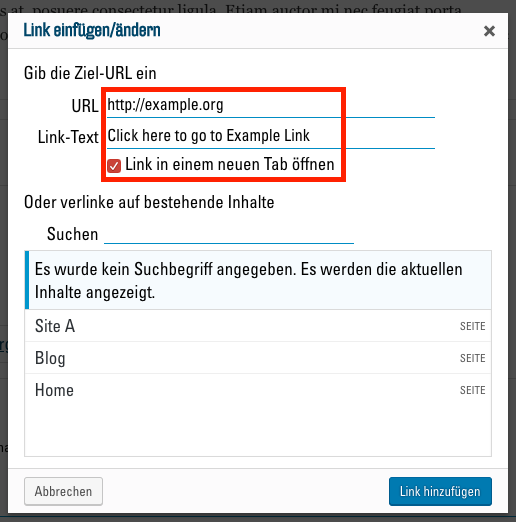 s at, posuere consectetur ligula. Etiam auctor mi nec feugiat porta.
Link einfügen/ändern
Gib die Ziel-URL ein
URL http://example.org
Link-Text Click here to go to Example Link
Link in einem neuen Tab öffnen
Oder verlinke auf bestehende Inhalte
Suchen
Es wurde kein Suchbegriff angegeben. Es werden die aktuellen
Inhalte angezeigt.
Site A SEITE
Blog SEITE
Home SEITE
Abbrechen Link hinzufügen